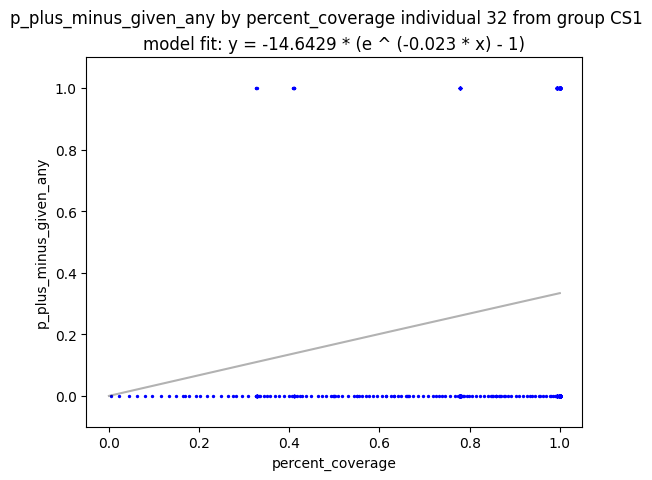 p_plus_minus_given_any by percent_coverage individual 32 from group CS1
model fit: y = -14.6429 * (e ^ (-0.023 * x) - 1)
1.0
0.8
0.6
0.4
0.2
0.0
p_plus_minus_given_any
0.0 0.2 0.4 0.6 0.8 1.0
percent_coverage